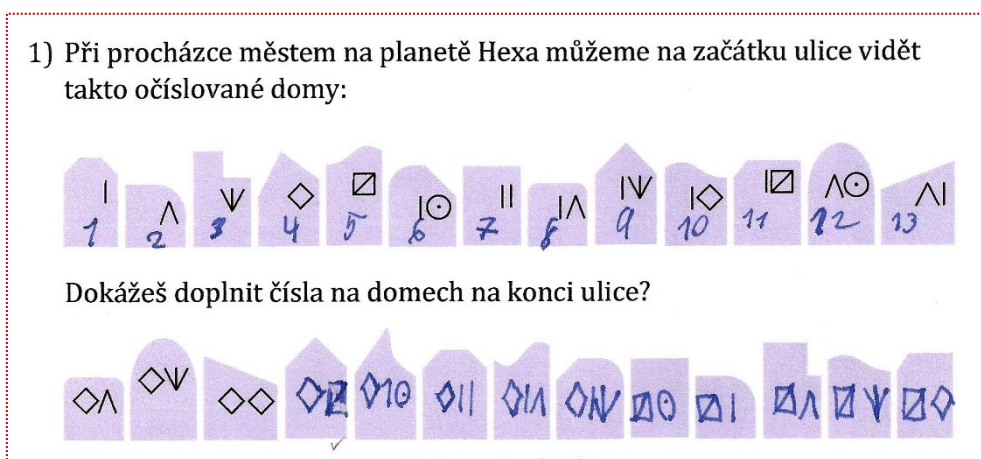 1) Při procházce městem na planetě Hexa můžeme na začátku ulice vidět
takto očíslované domy:
| Λ \|/ ◇ ⧄ |⊙ || |Λ |\|/ |◇ |⧄ Λ⊙ Λ|
1 2 3 4 5 6 7 8 9 10 11 12 13
Dokážeš doplnit čísla na domech na konci ulice?
◇Λ ◇\|/ ◇◇ ◇⧄ ◇|⊙ ◇|| ◇|Λ ◇|\|/ ⧄⊙ ⧄| ⧄Λ ⧄\|/ ⧄◇